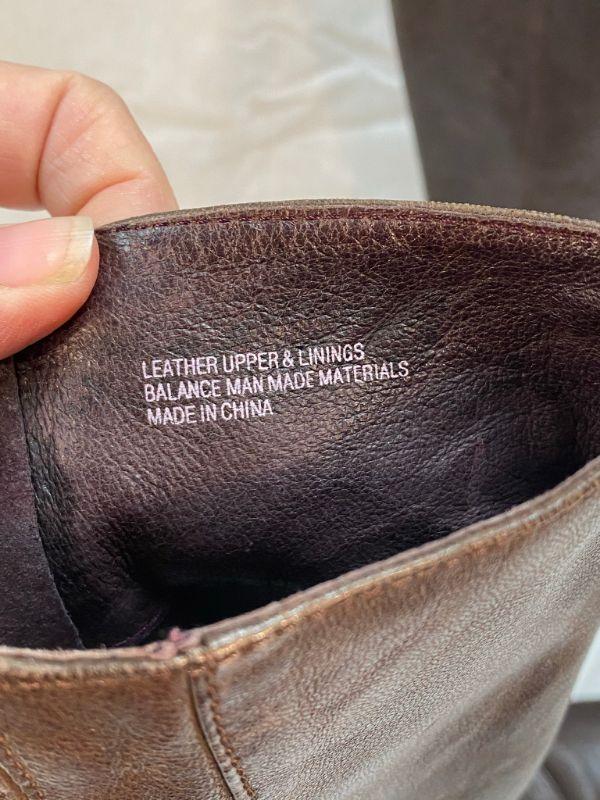 LEATHER UPPER & LININGS
BALANCE MAN MADE MATERIALS
MADE IN CHINA